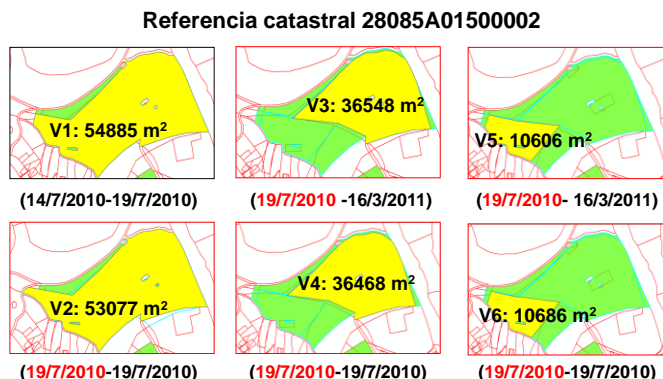 Referencia catastral 28085A01500002
V1: 54885 m²
V3: 36548 m²
V5: 10606 m²
(14/7/2010-19/7/2010)
(19/7/2010 -16/3/2011)
(19/7/2010- 16/3/2011)
V2: 53077 m²
V4: 36468 m²
V6: 10686 m²
(19/7/2010-19/7/2010)
(19/7/2010-19/7/2010)
(19/7/2010-19/7/2010)